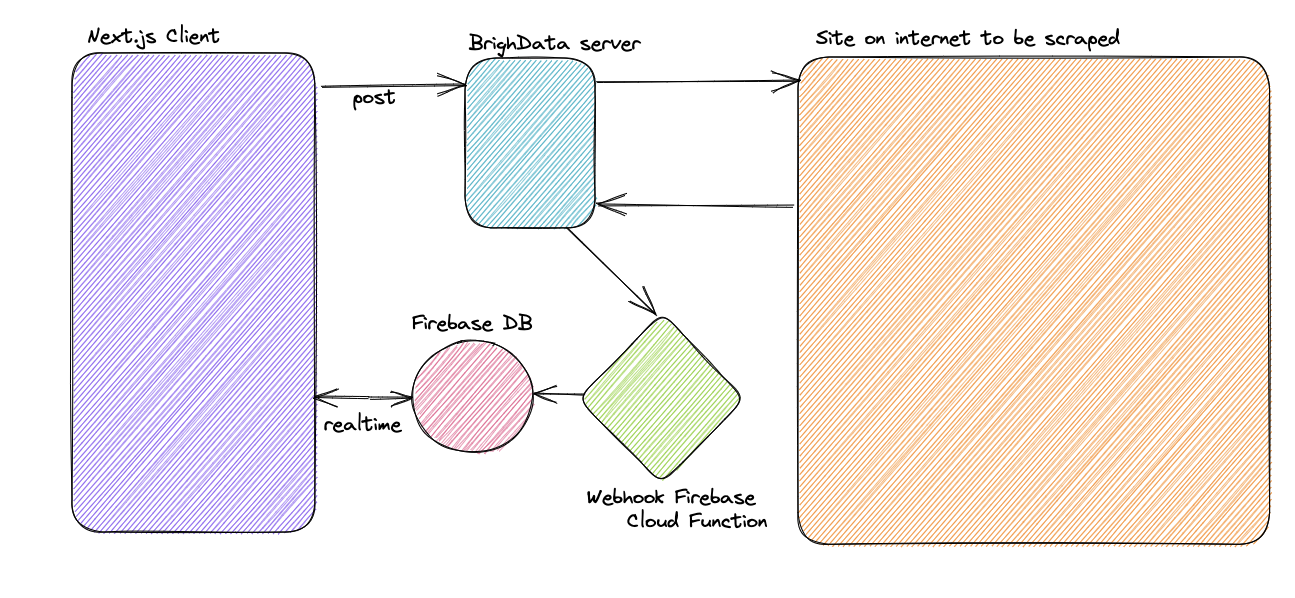 Next.js Client
BrighData server
Site on internet to be scraped
post
Firebase DB
realtime
Webhook Firebase
Cloud Function